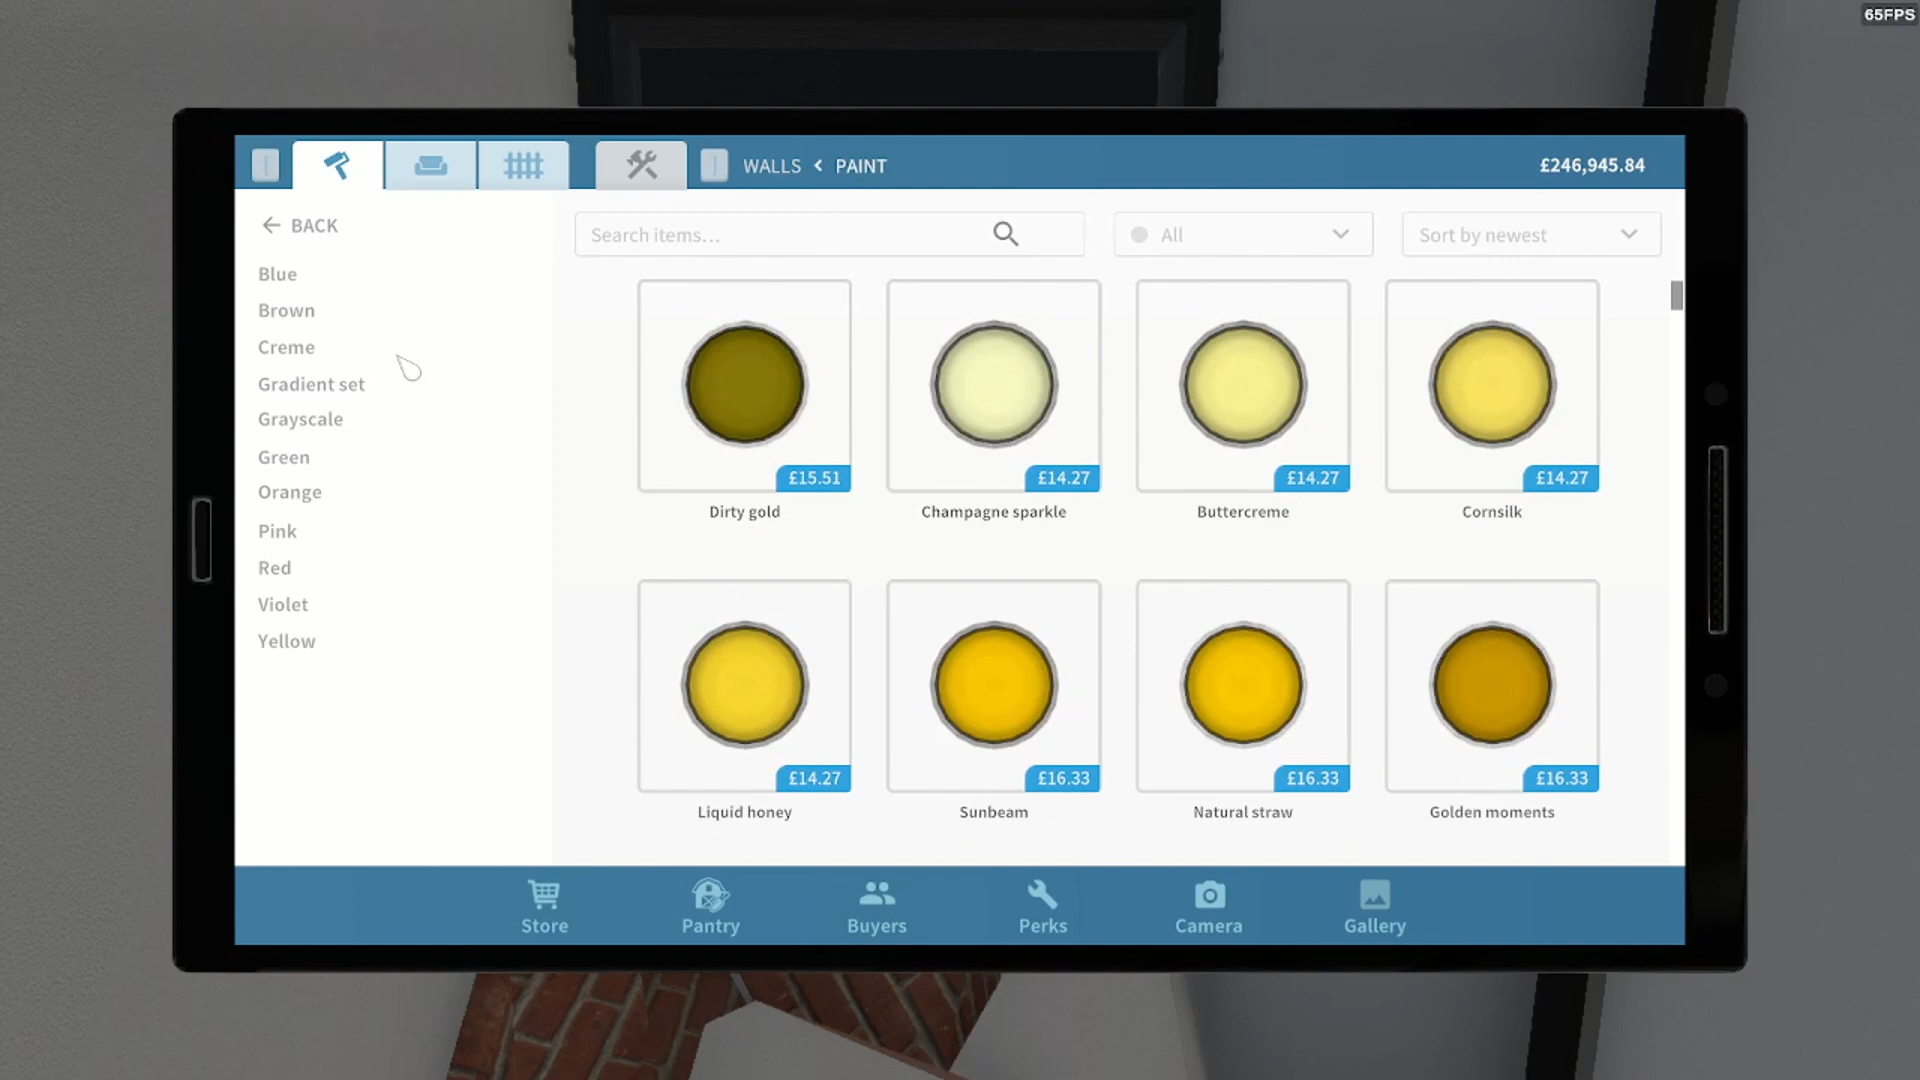 65FPS
WALLS < PAINT
£246,945.84
BACK
Blue
Brown
Creme
Gradient set
Grayscale
Green
Orange
Pink
Red
Violet
Yellow
Search items...
All
Sort by newest
£15.51
£14.27
£14.27
£14.27
Dirty gold
Champagne sparkle
Buttercreme
Cornsilk
£14.27
£16.33
£16.33
£16.33
Liquid honey
Sunbeam
Natural straw
Golden moments
Store
Pantry
Buyers
Perks
Camera
Gallery